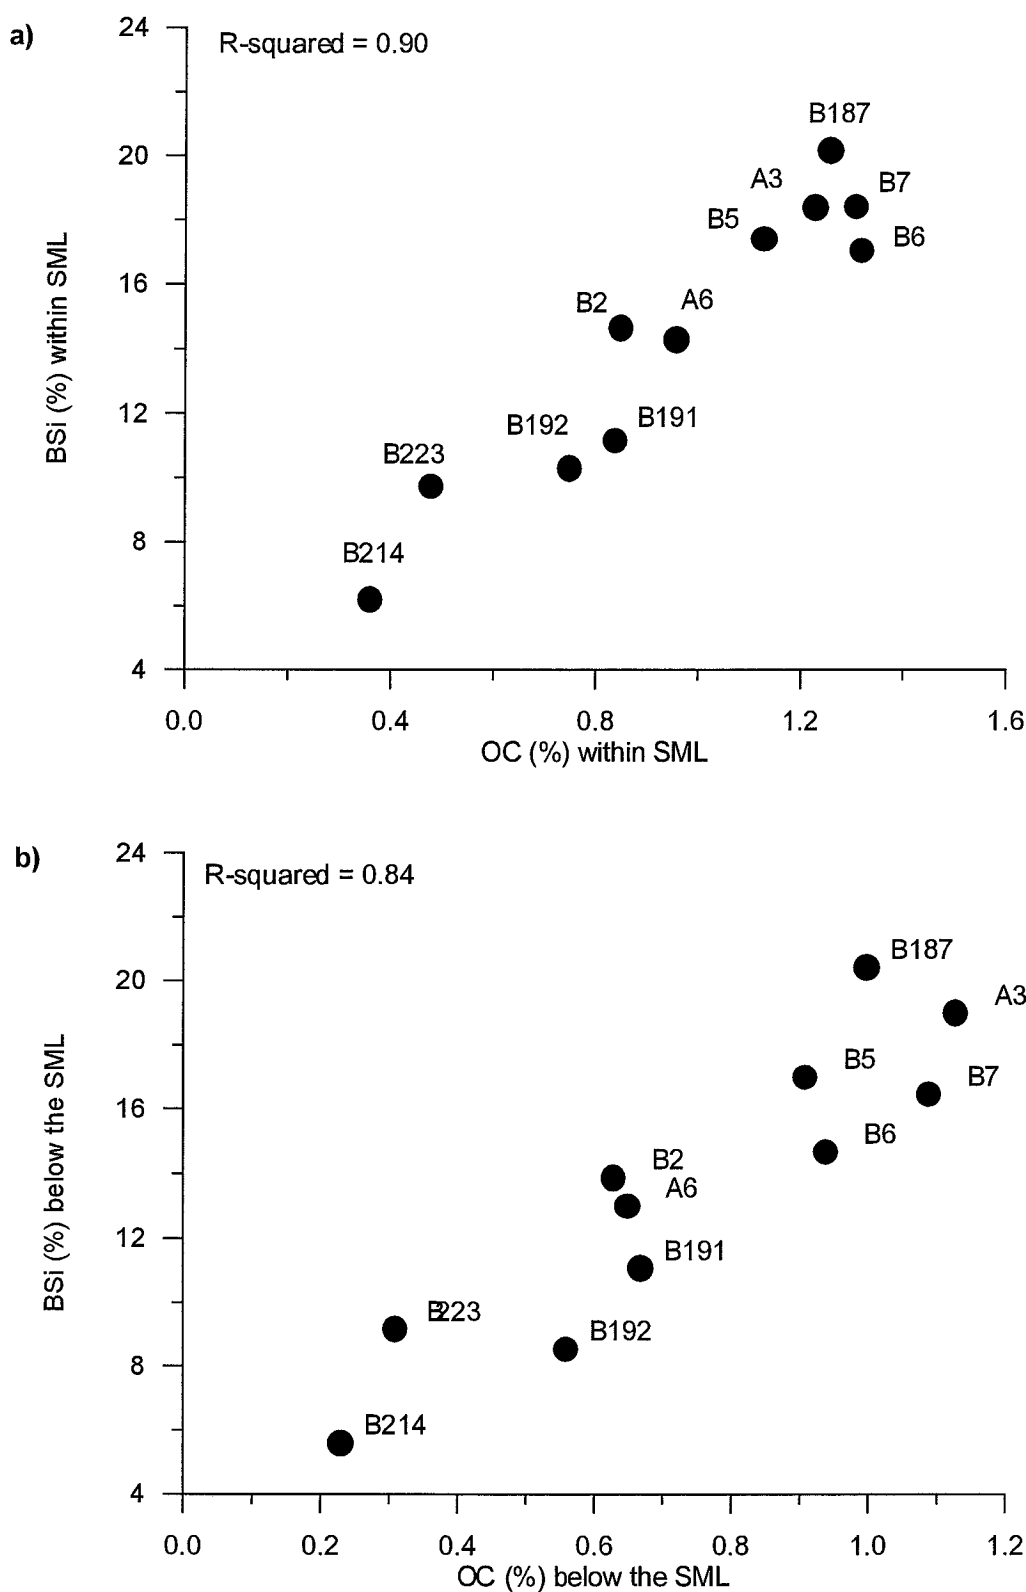 a)
R-squared = 0.90
24
20
16
12
8
4
BSi (%) within SML
B187
A3
B7
B5
B6
B2
A6
B192
B191
B223
B214
0.0 0.4 0.8 1.2 1.6
OC (%) within SML
b)
R-squared = 0.84
24
20
16
12
8
4
BSi (%) below the SML
B187
A3
B5
B7
B6
B2
A6
B191
B223
B192
B214
0.0 0.2 0.4 0.6 0.8 1.0 1.2
OC (%) below the SML